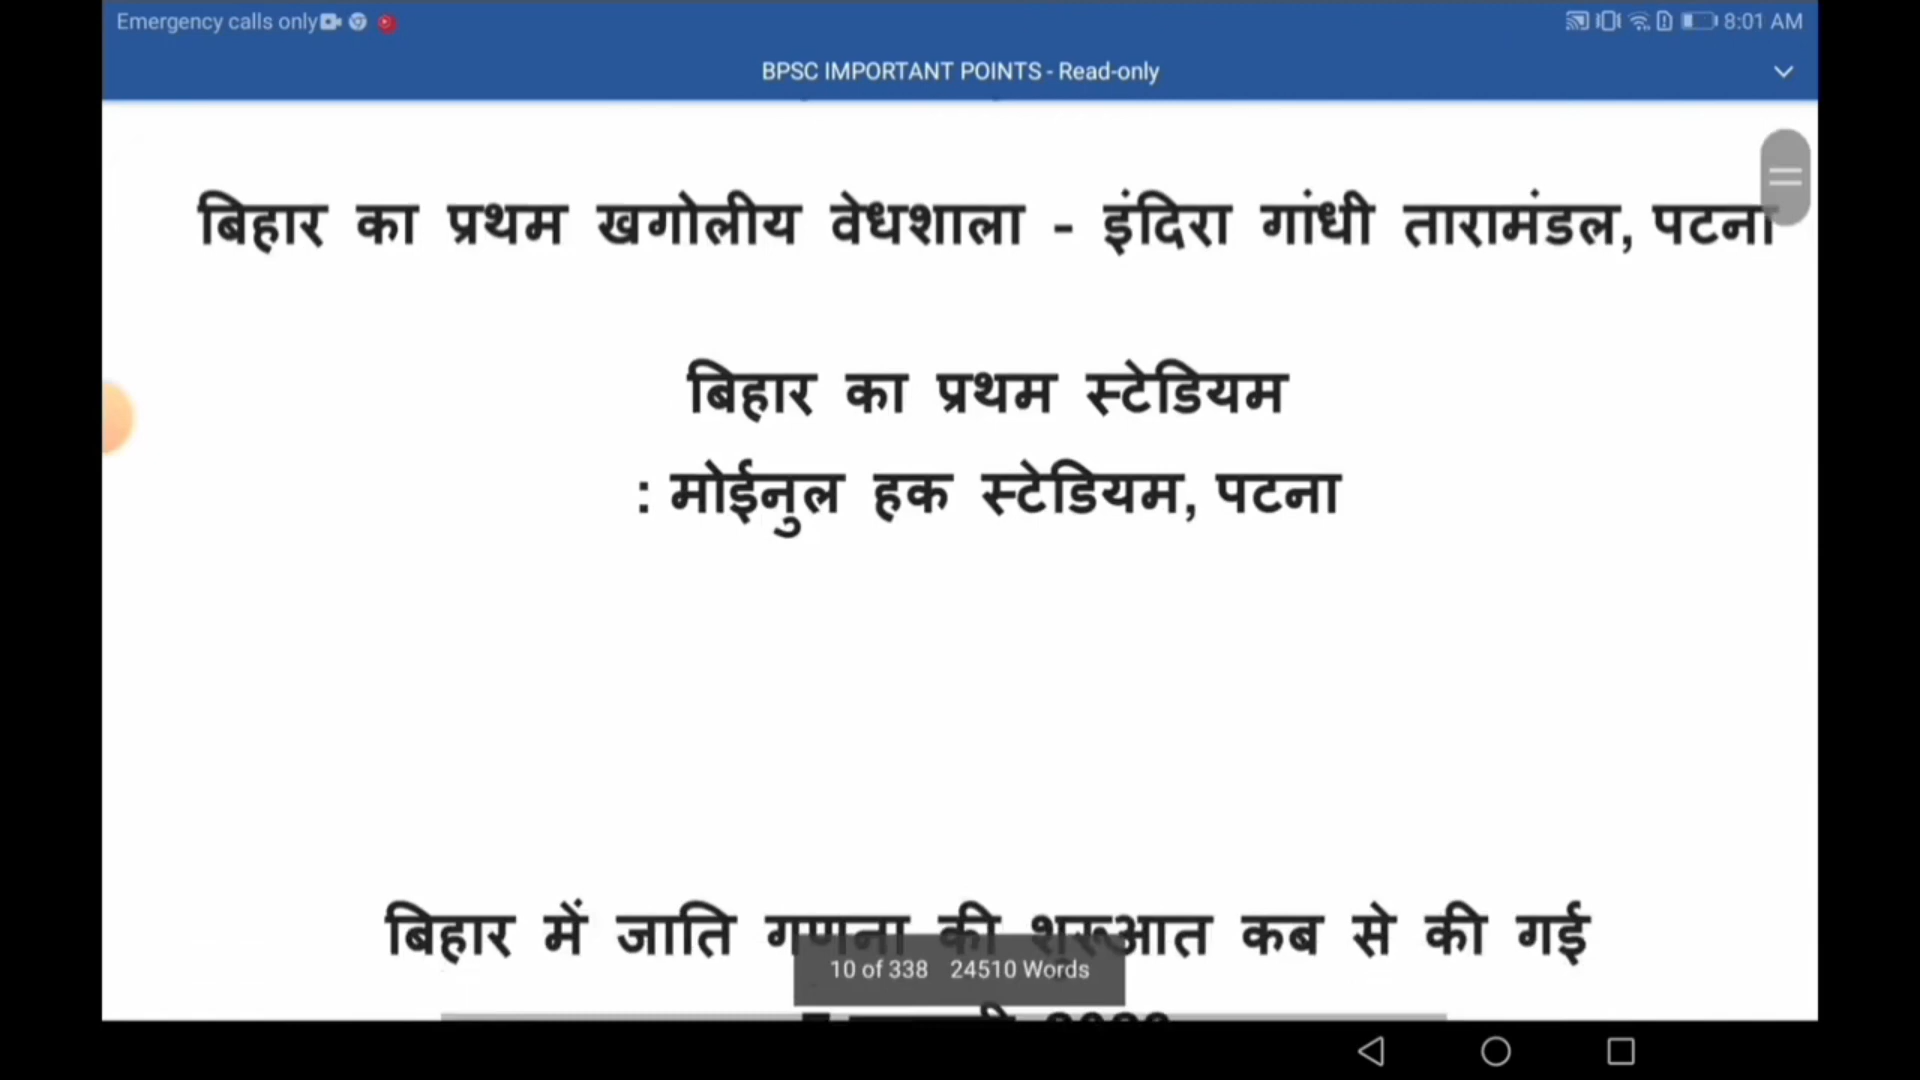 Emergency calls only
8:01 AM
BPSC IMPORTANT POINTS - Read-only
बिहार का प्रथम खगोलीय वेधशाला - इंदिरा गांधी तारामंडल, पटना
बिहार का प्रथम स्टेडियम
: मोईनुल हक स्टेडियम, पटना
बिहार में जाति गणना की शुरूआत कब से की गई
10 of 338 24510 Words